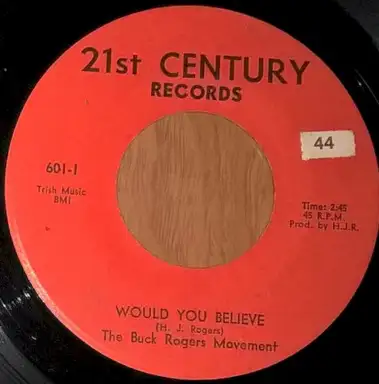 21st CENTURY
RECORDS
44
601-1
Trish Music
BMI
Time: 2:45
45 R.P.M.
Prod. by H.J.R.
WOULD YOU BELIEVE
(H. J. Rogers)
The Buck Rogers Movement